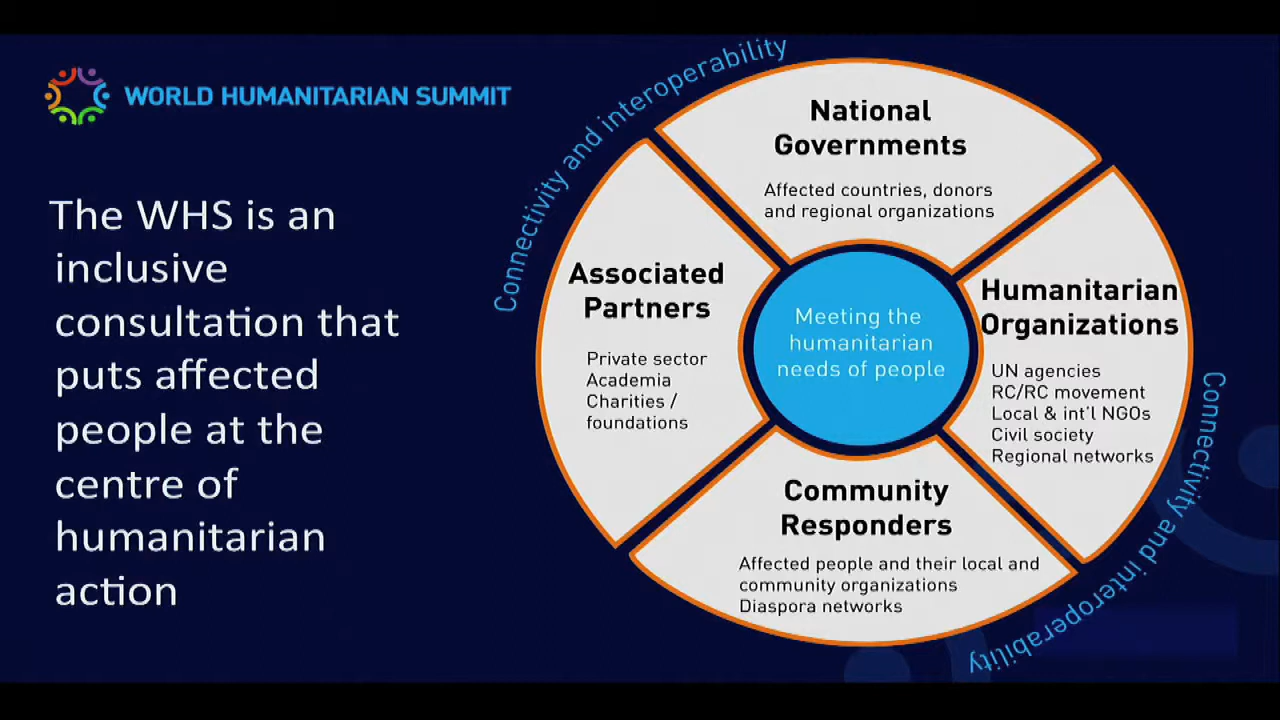 WORLD HUMANITARIAN SUMMIT
The WHS is an
inclusive
consultation that
puts affected
people at the
centre of
humanitarian
action
Connectivity and interoperability
National
Governments
Affected countries, donors
and regional organizations
Associated
Partners
Private sector
Academia
Charities /
foundations
Meeting the
humanitarian
needs of people
Humanitarian
Organizations
UN agencies
RC/RC movement
Local & int'l NGOs
Civil society
Regional networks
Community
Responders
Affected people and their local and
community organizations
Diaspora networks
Connectivity and interoperability